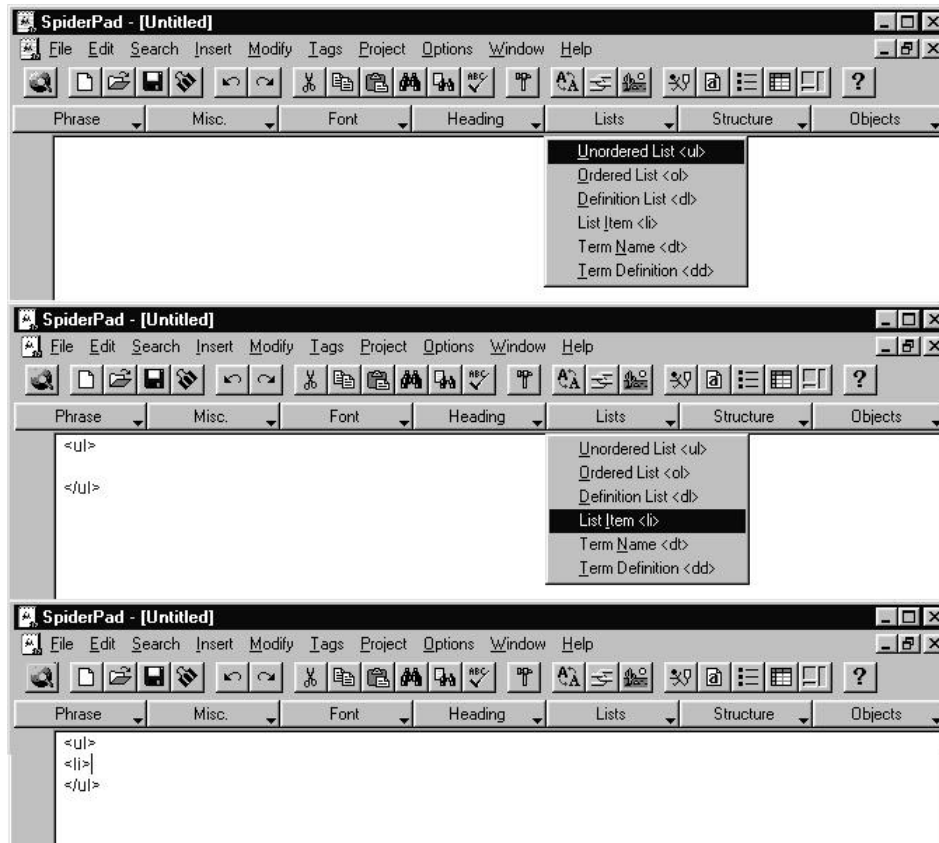 SpiderPad - [Untitled]
File Edit Search Insert Modify Tags Project Options Window Help
ABC
Phrase Misc. Font Heading Lists Structure Objects
Unordered List <ul>
Ordered List <ol>
Definition List <dl>
List Item <li>
Term Name <dt>
Term Definition <dd>
SpiderPad - [Untitled]
File Edit Search Insert Modify Tags Project Options Window Help
ABC
Phrase Misc. Font Heading Lists Structure Objects
<ul>
</ul>
Unordered List <ul>
Ordered List <ol>
Definition List <dl>
List Item <li>
Term Name <dt>
Term Definition <dd>
SpiderPad - [Untitled]
File Edit Search Insert Modify Tags Project Options Window Help
ABC
Phrase Misc. Font Heading Lists Structure Objects
<ul>
<li>
</ul>